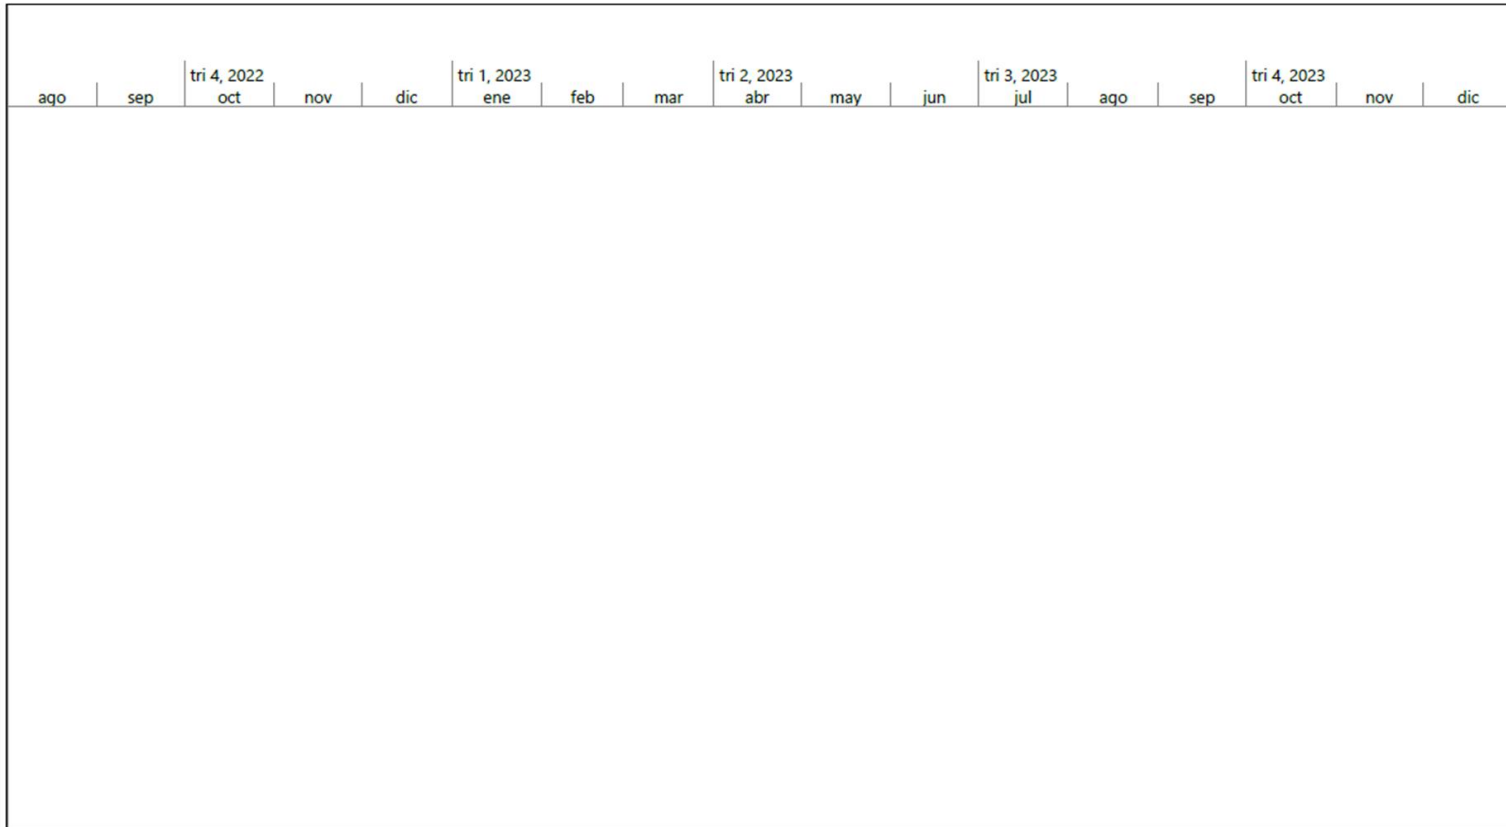 tri 4, 2022 tri 1, 2023 tri 2, 2023 tri 3, 2023 tri 4, 2023
ago sep oct nov dic ene feb mar abr may jun jul ago sep oct nov dic